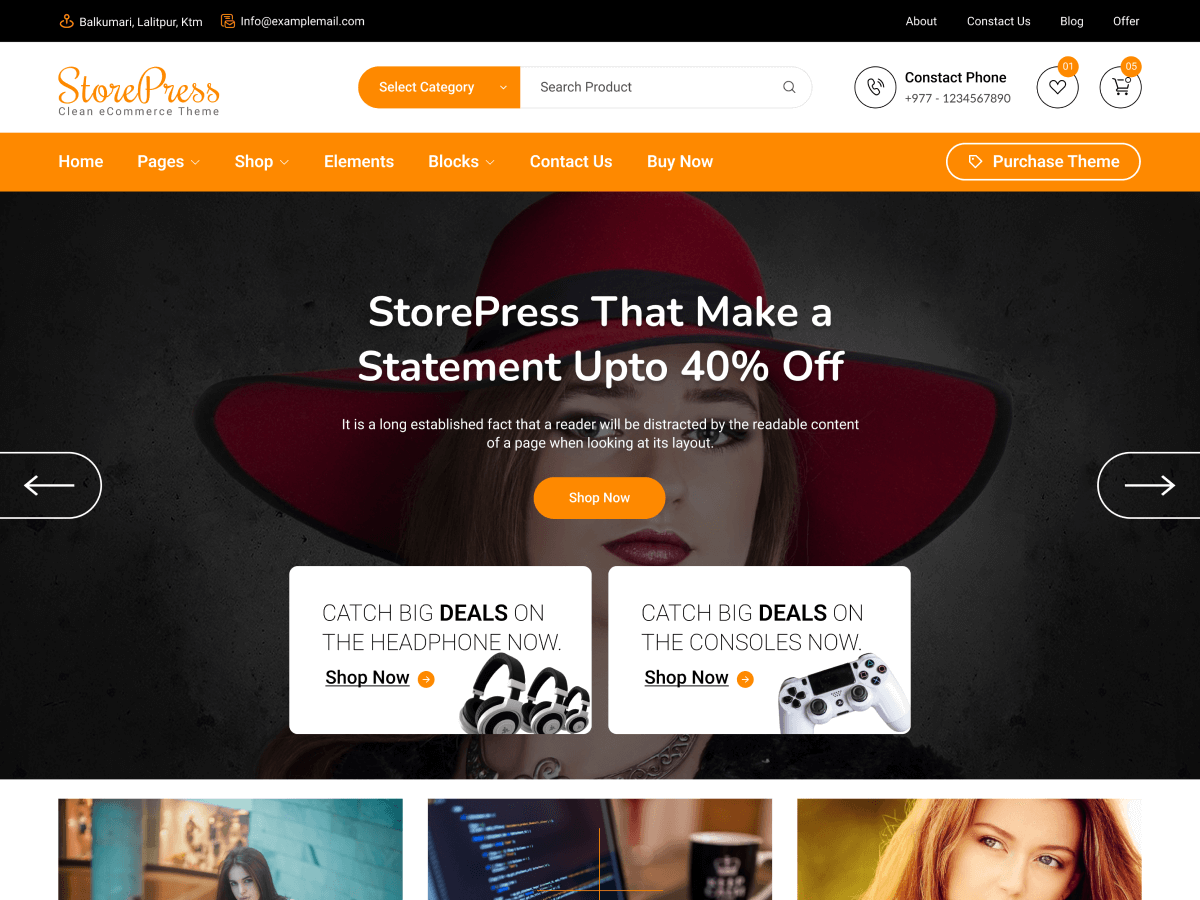 Balkumari, Lalitpur, Ktm
Info@examplemail.com
About
Constact Us
Blog
Offer
StorePress
Clean eCommerce Theme
Select Category
Search Product
Constact Phone
+977 - 1234567890
01
05
Home
Pages
Shop
Elements
Blocks
Contact Us
Buy Now
Purchase Theme
StorePress That Make a
Statement Upto 40% Off
It is a long established fact that a reader will be distracted by the readable content
of a page when looking at its layout.
Shop Now
CATCH BIG DEALS ON
THE HEADPHONE NOW.
Shop Now
CATCH BIG DEALS ON
THE CONSOLES NOW.
Shop Now